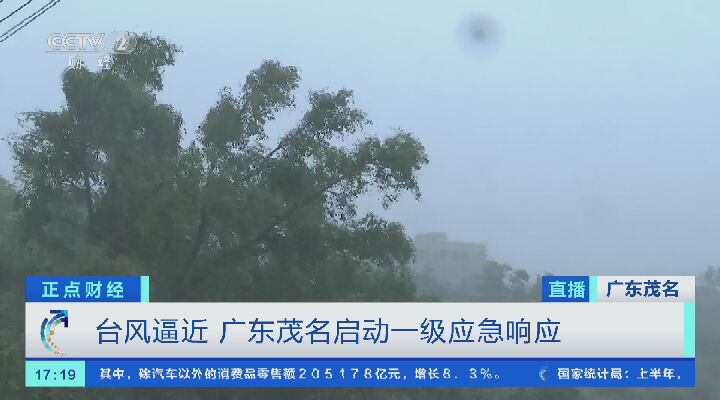 CCTV 2
财经
正点财经
直播 广东茂名
台风逼近 广东茂名启动一级应急响应
17:19 其中，除汽车以外的消费品零售额205178亿元，增长8.3%。 国家统计局：上半年，